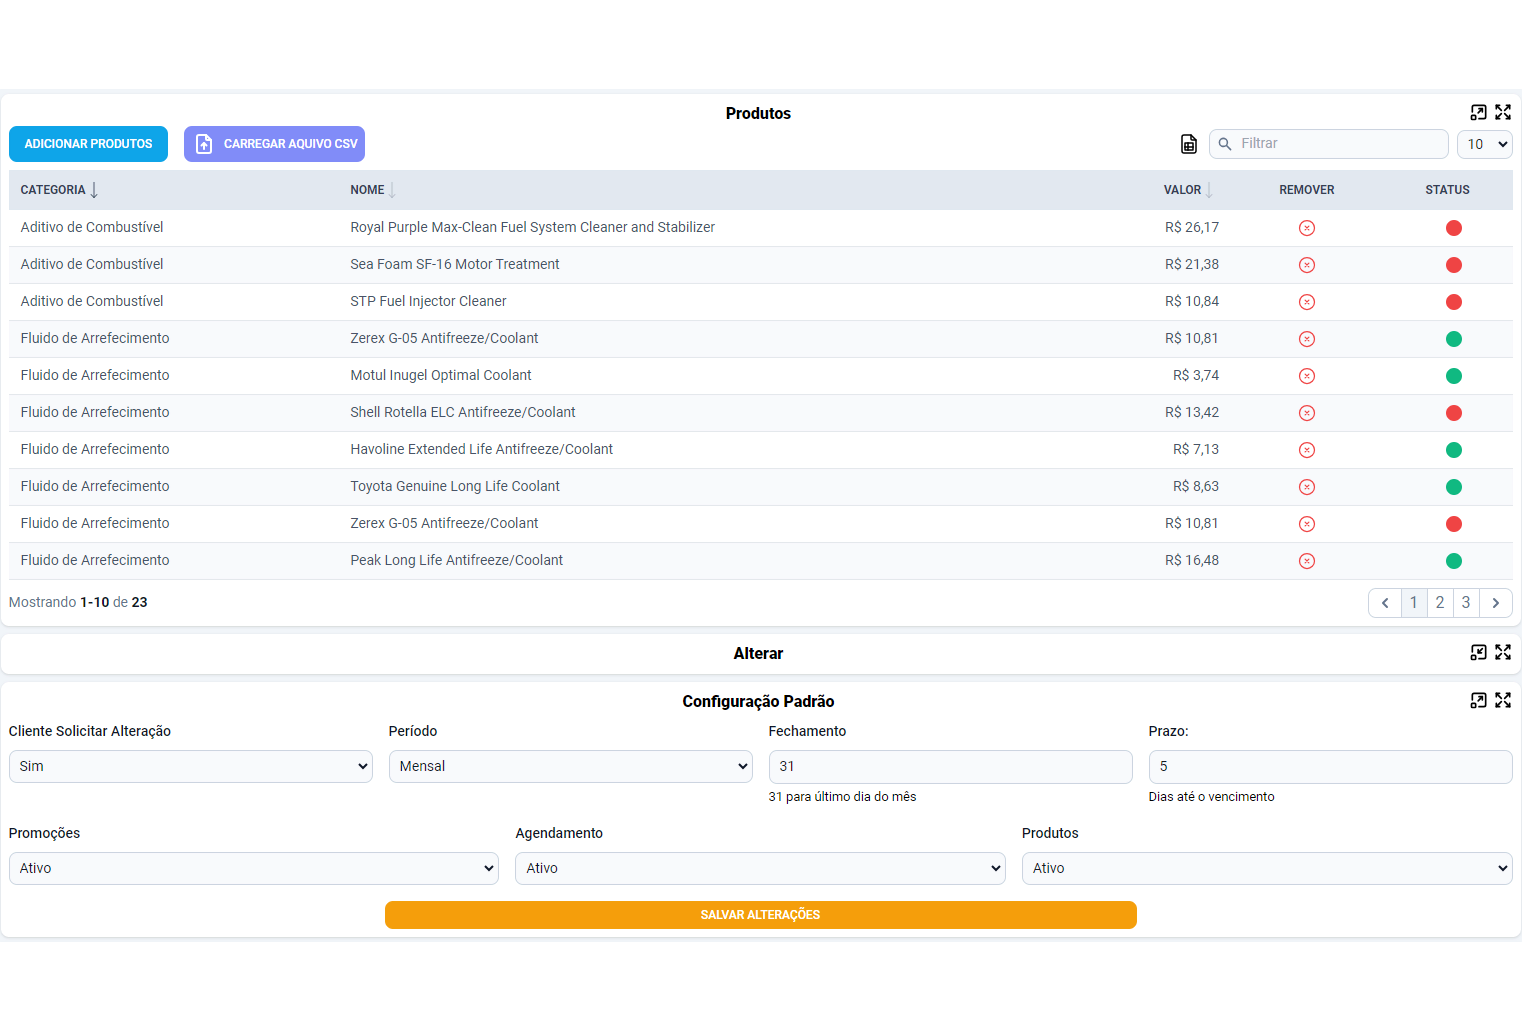 Produtos
ADICIONAR PRODUTOS CARREGAR AQUIVO CSV Filtrar 10
CATEGORIA NOME VALOR REMOVER STATUS
Aditivo de Combustível Royal Purple Max-Clean Fuel System Cleaner and Stabilizer R$ 26,17
Aditivo de Combustível Sea Foam SF-16 Motor Treatment R$ 21,38
Aditivo de Combustível STP Fuel Injector Cleaner R$ 10,84
Fluido de Arrefecimento Zerex G-05 Antifreeze/Coolant R$ 10,81
Fluido de Arrefecimento Motul Inugel Optimal Coolant R$ 3,74
Fluido de Arrefecimento Shell Rotella ELC Antifreeze/Coolant R$ 13,42
Fluido de Arrefecimento Havoline Extended Life Antifreeze/Coolant R$ 7,13
Fluido de Arrefecimento Toyota Genuine Long Life Coolant R$ 8,63
Fluido de Arrefecimento Zerex G-05 Antifreeze/Coolant R$ 10,81
Fluido de Arrefecimento Peak Long Life Antifreeze/Coolant R$ 16,48
Mostrando 1-10 de 23 1 2 3
Alterar
Configuração Padrão
Cliente Solicitar Alteração Período Fechamento Prazo:
Sim Mensal 31 5
31 para último dia do mês Dias até o vencimento
Promoções Agendamento Produtos
Ativo Ativo Ativo
SALVAR ALTERAÇÕES